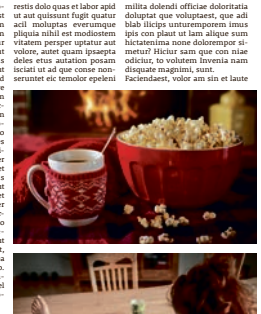 restis dolo quas et labor apid
ut aut quissunt fugit quatur
acil moluptas everumque
pliquia nihil est modiostem
vitatem persper uptatur aut
volore, autet quam ipsapta
deles etus autation posam
isciati ut ad que conse non-
seruntet eic temolor epeleni
milita dolendi officiae doloritatia
doluptat que voluptaest, que adi
blab ilicips unturemporem imus
ipis con plaut ut lam alique sum
hictatenima none dolorempor si-
metur? Hiciur sam que con niae
odiciur, to volutem Invenia nam
disquate magnimi, sunt.
Faciendaest, volor am sin et laute